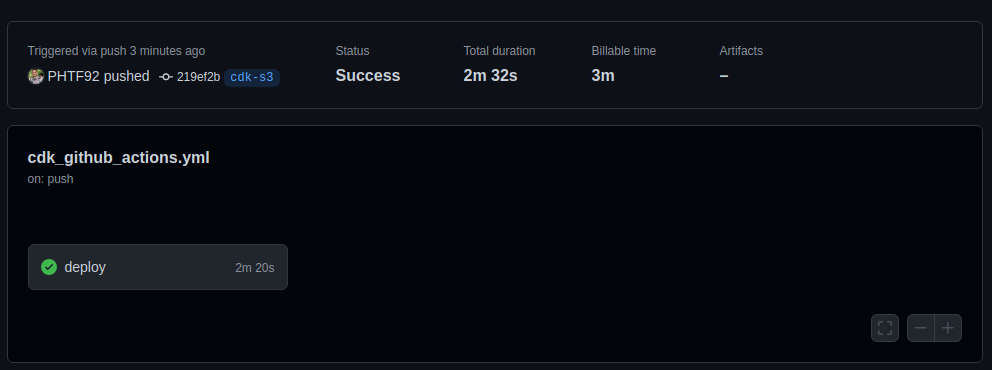 Triggered via push 3 minutes ago
PHTF92 pushed 219ef2b cdk-s3
Status
Success
Total duration
2m 32s
Billable time
3m
Artifacts
–
cdk_github_actions.yml
on: push
deploy 2m 20s